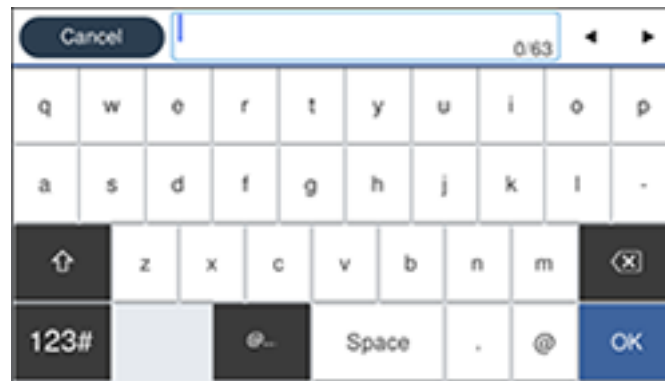 Cancel 0/63
q w e r t y u i o p
a s d f g h j k l -
z x c v b n m
123# @... Space . @ OK